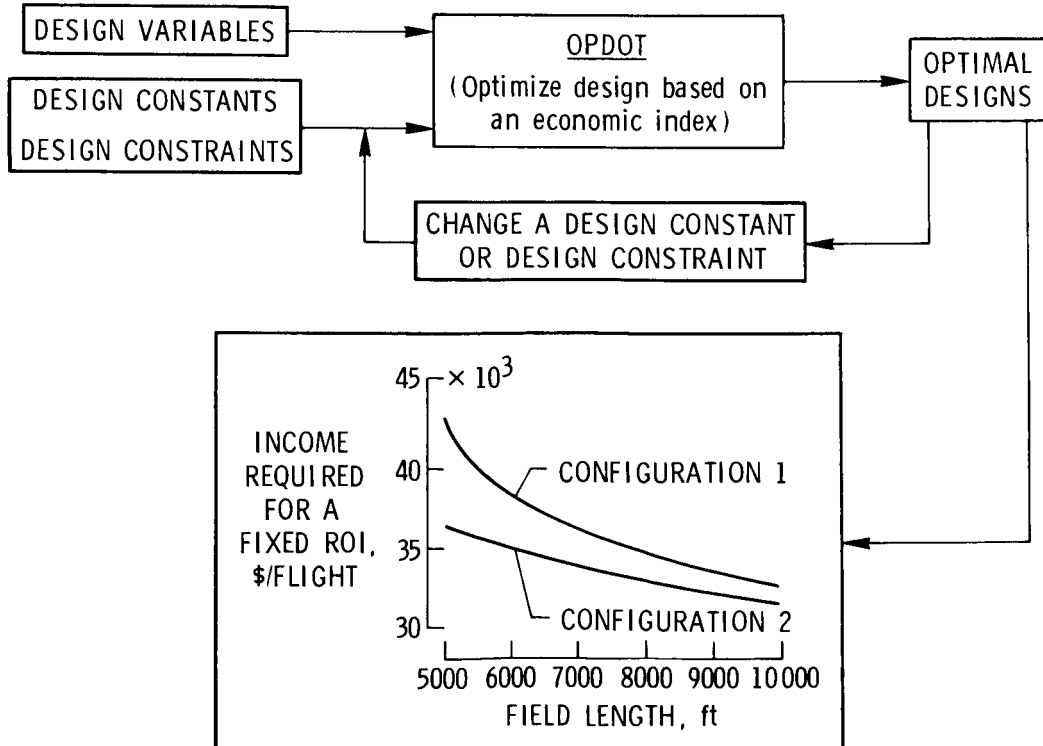 DESIGN VARIABLES
DESIGN CONSTANTS
DESIGN CONSTRAINTS
OPDOT
(Optimize design based on
an economic index)
OPTIMAL
DESIGNS
CHANGE A DESIGN CONSTANT
OR DESIGN CONSTRAINT
INCOME
REQUIRED
FOR A
FIXED ROI,
$/FLIGHT
45 × 10³
40
35
30
CONFIGURATION 1
CONFIGURATION 2
5000 6000 7000 8000 9000 10 000
FIELD LENGTH, ft